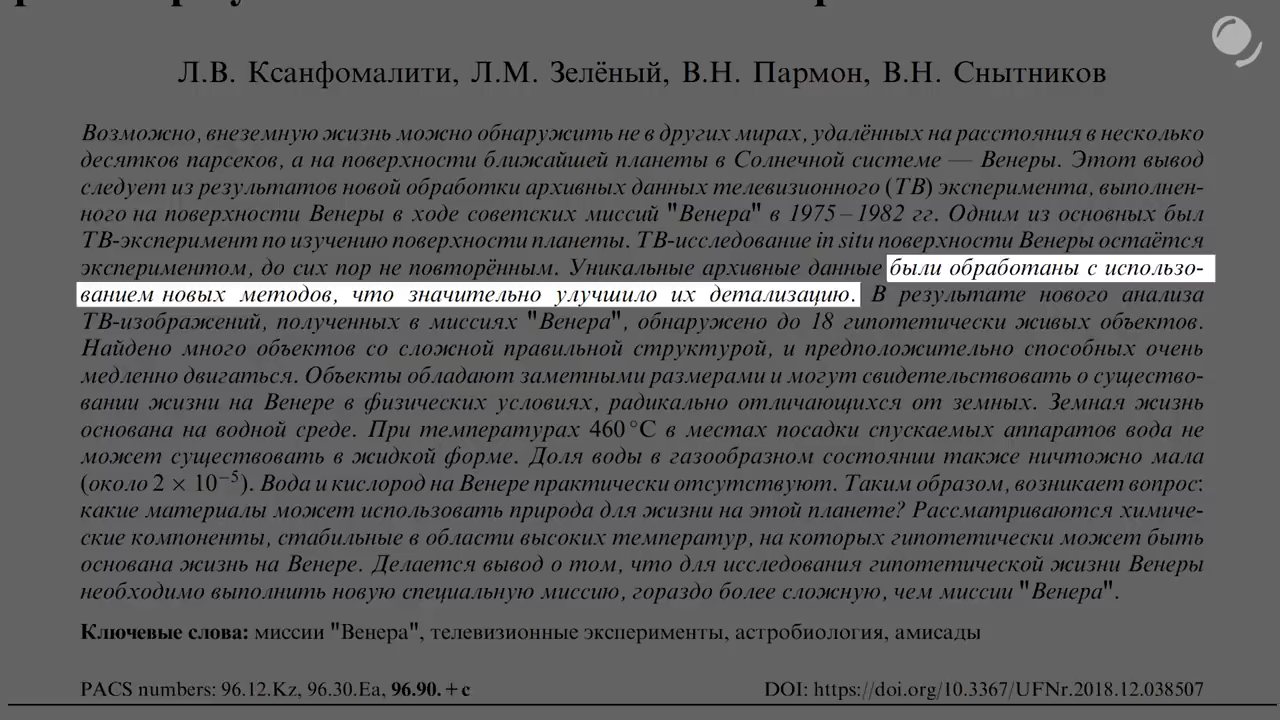 Л.В. Ксанфомалити, Л.М. Зелёный, В.Н. Пармон, В.Н. Снытников
Возможно, внеземную жизнь можно обнаружить не в других мирах, удалённых на расстояния в несколько
десятков парсеков, а на поверхности ближайшей планеты в Солнечной системе — Венеры. Этот вывод
следует из результатов новой обработки архивных данных телевизионного (ТВ) эксперимента, выполнен-
ного на поверхности Венеры в ходе советских миссий "Венера" в 1975 – 1982 гг. Одним из основных был
ТВ-эксперимент по изучению поверхности планеты. ТВ-исследование in situ поверхности Венеры остаётся
экспериментом, до сих пор не повторённым. Уникальные архивные данные были обработаны с использо-
ванием новых методов, что значительно улучшило их детализацию. В результате нового анализа
ТВ-изображений, полученных в миссиях "Венера", обнаружено до 18 гипотетически живых объектов.
Найдено много объектов со сложной правильной структурой, и предположительно способных очень
медленно двигаться. Объекты обладают заметными размерами и могут свидетельствовать о существо-
вании жизни на Венере в физических условиях, радикально отличающихся от земных. Земная жизнь
основана на водной среде. При температурах 460 °С в местах посадки спускаемых аппаратов вода не
может существовать в жидкой форме. Доля воды в газообразном состоянии также ничтожно мала
(около 2 × 10⁻⁵). Вода и кислород на Венере практически отсутствуют. Таким образом, возникает вопрос:
какие материалы может использовать природа для жизни на этой планете? Рассматриваются химиче-
ские компоненты, стабильные в области высоких температур, на которых гипотетически может быть
основана жизнь на Венере. Делается вывод о том, что для исследования гипотетической жизни Венеры
необходимо выполнить новую специальную миссию, гораздо более сложную, чем миссии "Венера".
Ключевые слова: миссии "Венера", телевизионные эксперименты, астробиология, амисады
PACS numbers: 96.12.Kz, 96.30.Ea, 96.90.+c DOI: https://doi.org/10.3367/UFNr.2018.12.038507